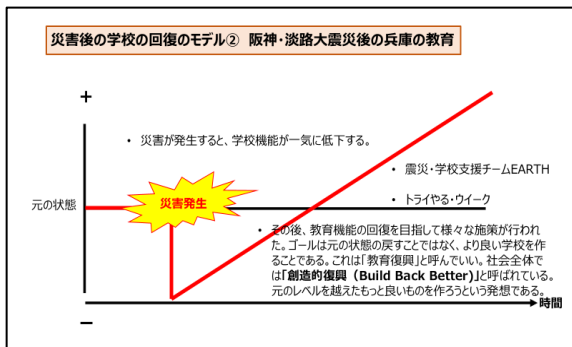 災害後の学校の回復のモデル② 阪神・淡路大震災後の兵庫の教育
+
• 災害が発生すると、学校機能が一気に低下する。
• 震災・学校支援チームEARTH
災害発生
• トライやる・ウイーク
元の状態
• その後、教育機能の回復を目指して様々な施策が行われ
た。ゴールは元の状態の戻すことではなく、より良い学校を作
ることである。これは「教育復興」と呼んでいい。社会全体で
は「創造的復興（Build Back Better)」と呼ばれている。
元のレベルを越えたもっと良いものを作ろうという発想である。
時間
−